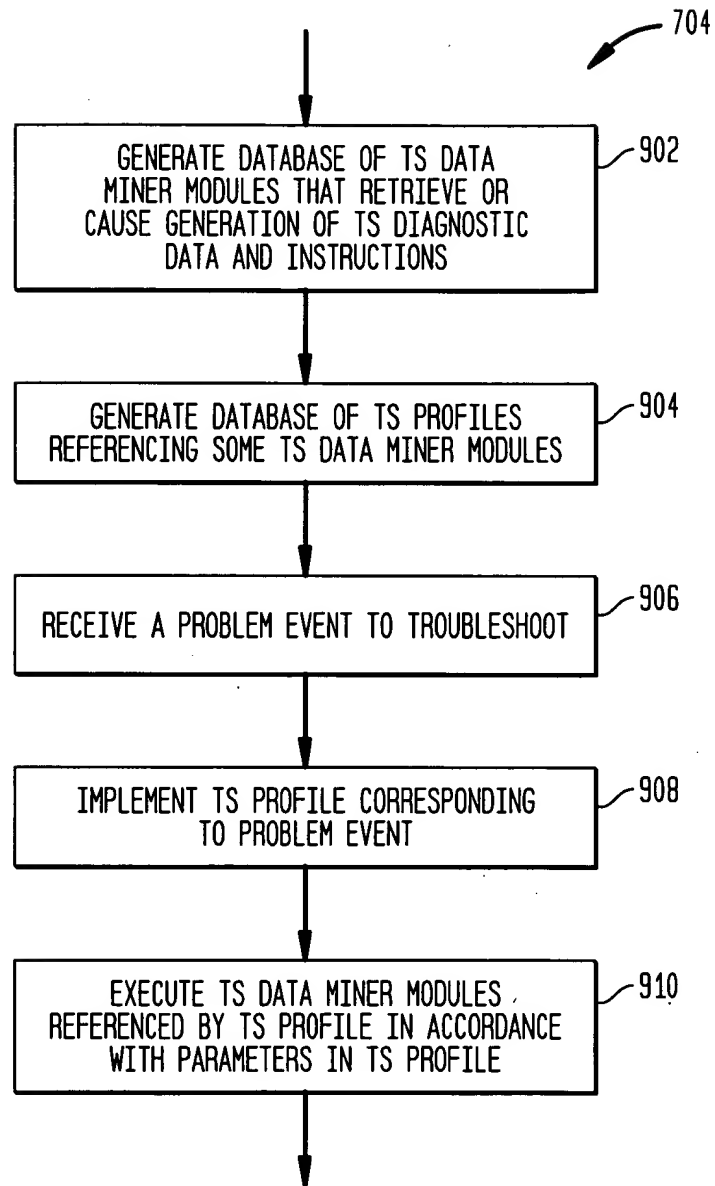 704
GENERATE DATABASE OF TS DATA
MINER MODULES THAT RETRIEVE OR
CAUSE GENERATION OF TS DIAGNOSTIC
DATA AND INSTRUCTIONS
902
GENERATE DATABASE OF TS PROFILES
REFERENCING SOME TS DATA MINER MODULES
904
RECEIVE A PROBLEM EVENT TO TROUBLESHOOT
906
IMPLEMENT TS PROFILE CORRESPONDING
TO PROBLEM EVENT
908
EXECUTE TS DATA MINER MODULES
REFERENCED BY TS PROFILE IN ACCORDANCE
WITH PARAMETERS IN TS PROFILE
910